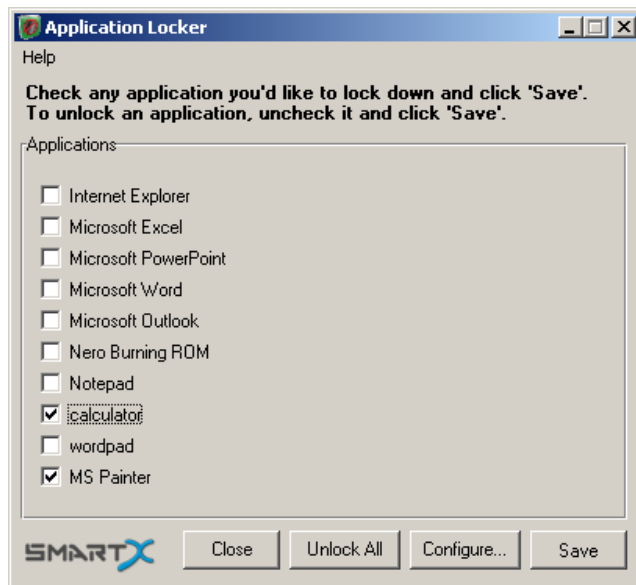 Application Locker
Help
Check any application you'd like to lock down and click 'Save'.
To unlock an application, uncheck it and click 'Save'.
Applications
Internet Explorer
Microsoft Excel
Microsoft PowerPoint
Microsoft Word
Microsoft Outlook
Nero Burning ROM
Notepad
calculator
wordpad
MS Painter
SMARTX Close Unlock All Configure... Save